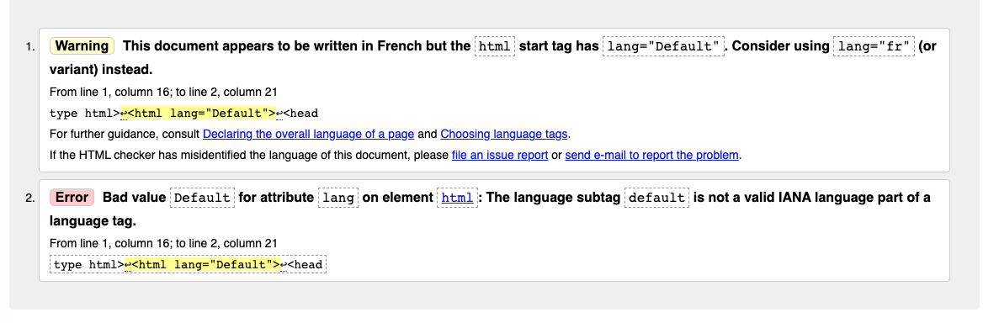 1. Warning This document appears to be written in French but the html start tag has lang="Default". Consider using lang="fr" (or
variant) instead.
From line 1, column 16; to line 2, column 21
type html>↩<html lang="Default">↩<head
For further guidance, consult Declaring the overall language of a page and Choosing language tags.
If the HTML checker has misidentified the language of this document, please file an issue report or send e-mail to report the problem.
2. Error Bad value Default for attribute lang on element html: The language subtag default is not a valid IANA language part of a
language tag.
From line 1, column 16; to line 2, column 21
type html>↩<html lang="Default">↩<head